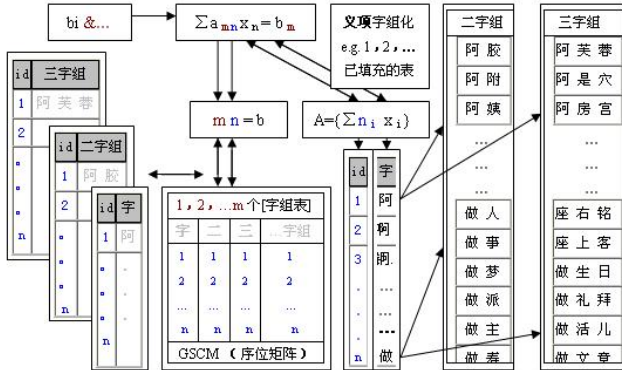 bi &...
∑a mn x n = b m
义项字组化
e.g. 1,2,...
已填充的表
m n = b
A={∑n i x i}
id 三字组
1 阿 芙 蓉
2
n
id 二字组
1 阿 胶
2
n
id 字
1 阿
n
1,2,...m个[字组表]
字 二 三 ...字组
1 1 1 1
2 2 2 2
... ... ... ...
n n n n
GSCM (序位矩阵)
id 字
1 阿
2 啊
3 锕.
. ...
. ...
. ...
n 做
二字组
阿 胶
阿 附
阿 姨
...
...
...
做 人
做 事
做 梦
做 派
做 主
做 寿
三字组
阿 芙 蓉
阿 是 穴
阿 房 宫
...
...
...
座 右 铭
座 上 客
做 生 日
做 礼 拜
做 活 儿
做 文 章